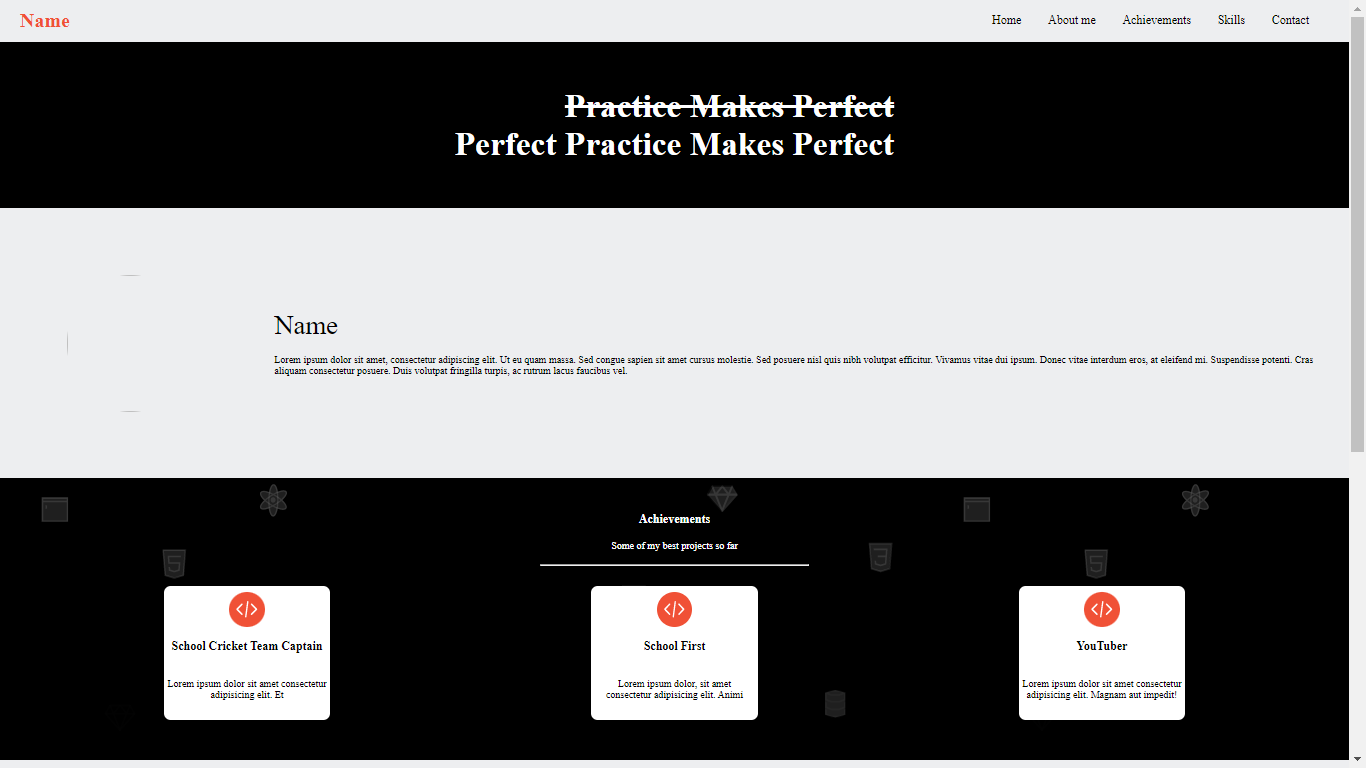 Name
Home About me Achievements Skills Contact
Practice Makes Perfect
Perfect Practice Makes Perfect
Name
Lorem ipsum dolor sit amet, consectetur adipiscing elit. Ut eu quam massa. Sed congue sapien sit amet cursus molestie. Sed posuere nisl quis nibh volutpat efficitur. Vivamus vitae dui ipsum. Donec vitae interdum eros, at eleifend mi. Suspendisse potenti. Cras
aliquam consectetur posuere. Duis volutpat fringilla turpis, ac rutrum lacus faucibus vel.
Achievements
Some of my best projects so far
School Cricket Team Captain
Lorem ipsum dolor sit amet consectetur
adipisicing elit. Et
School First
Lorem ipsum dolor, sit amet
consectetur adipisicing elit. Animi
YouTuber
Lorem ipsum dolor sit amet consectetur
adipisicing elit. Magnam aut impedit!